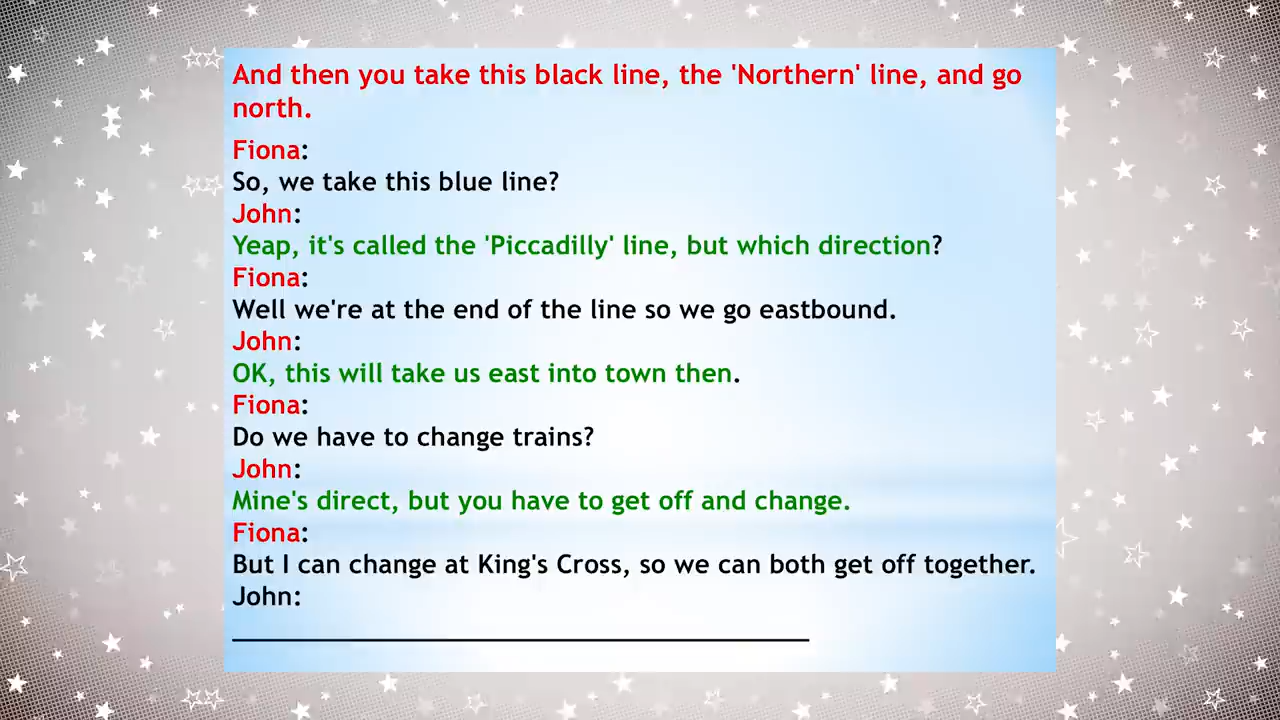 And then you take this black line, the 'Northern' line, and go
north.
Fiona:
So, we take this blue line?
John:
Yeap, it's called the 'Piccadilly' line, but which direction?
Fiona:
Well we're at the end of the line so we go eastbound.
John:
OK, this will take us east into town then.
Fiona:
Do we have to change trains?
John:
Mine's direct, but you have to get off and change.
Fiona:
But I can change at King's Cross, so we can both get off together.
John: